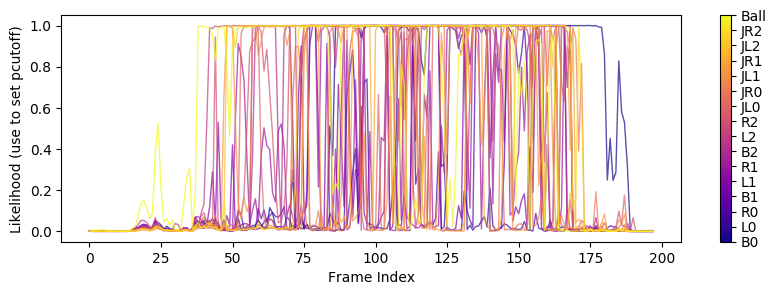 Likelihood (use to set pcutoff)
1.0
0.8
0.6
0.4
0.2
0.0
0
25
50
75
100
125
150
175
200
Frame Index
Ball
JR2
JL2
JR1
JL1
JR0
JL0
R2
L2
B2
R1
L1
B1
R0
L0
B0